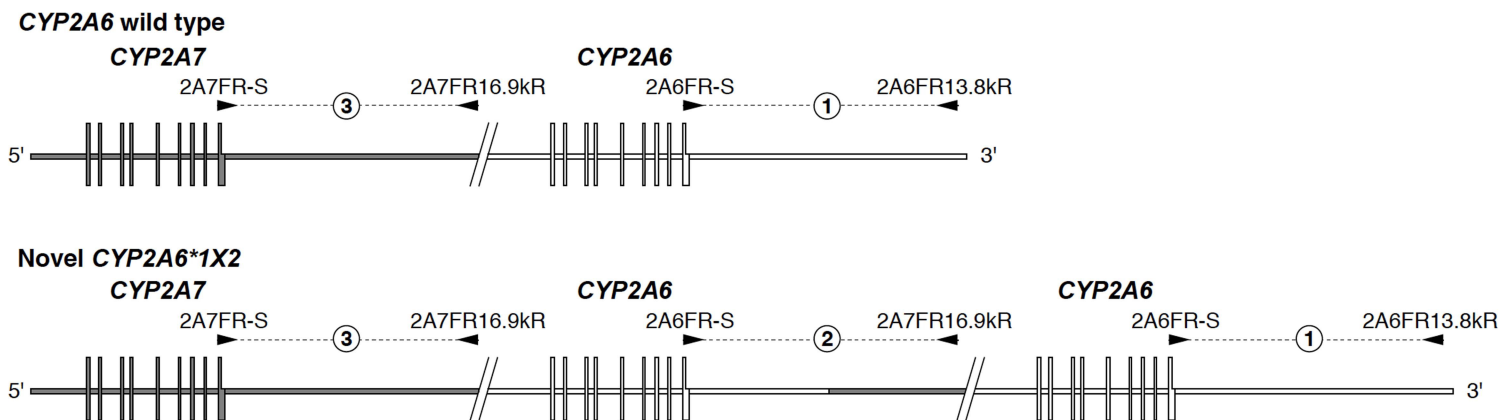 CYP2A6 wild type
CYP2A7 CYP2A6
2A7FR-S 2A7FR16.9kR 2A6FR-S 2A6FR13.8kR
3 1
5' 3'
Novel CYP2A6*1X2
CYP2A7 CYP2A6 CYP2A6
2A7FR-S 2A7FR16.9kR 2A6FR-S 2A7FR16.9kR 2A6FR-S 2A6FR13.8kR
3 2 1
5' 3'